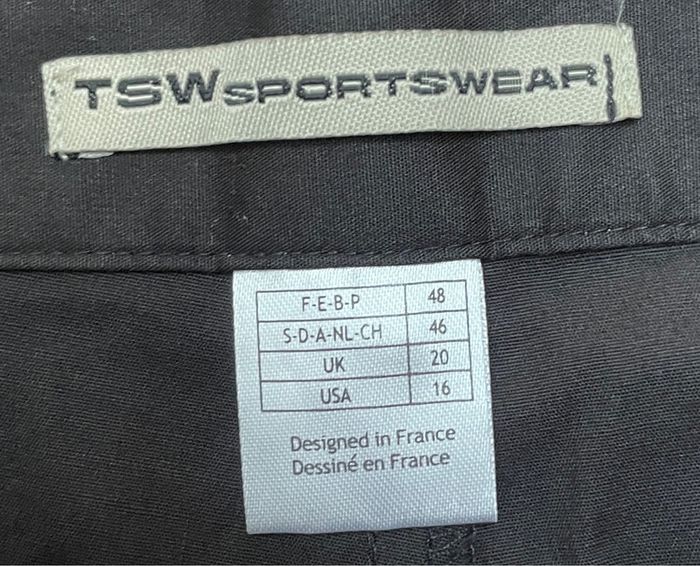 TSWSPORTSWEAR
F-E-B-P 48
S-D-A-NL-CH 46
UK 20
USA 16
Designed in France
Dessiné en France